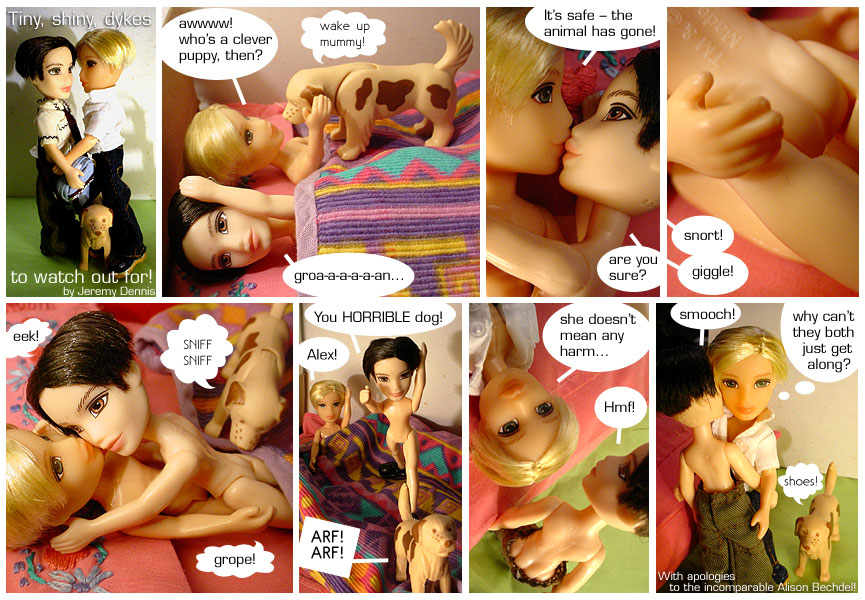 Tiny, shiny, dykes
to watch out for!
by Jeremy Dennis
awwww!
who's a clever
puppy, then?
wake up
mummy!
groa-a-a-a-a-an...
It's safe – the
animal has gone!
are you
sure?
TM & ©
snort!
giggle!
eek!
SNIFF
SNIFF
grope!
You HORRIBLE dog!
Alex!
ARF!
ARF!
she doesn't
mean any
harm...
Hmf!
smooch!
why can't
they both
just get
along?
shoes!
With apologies
to the incomparable Alison Bechdel!